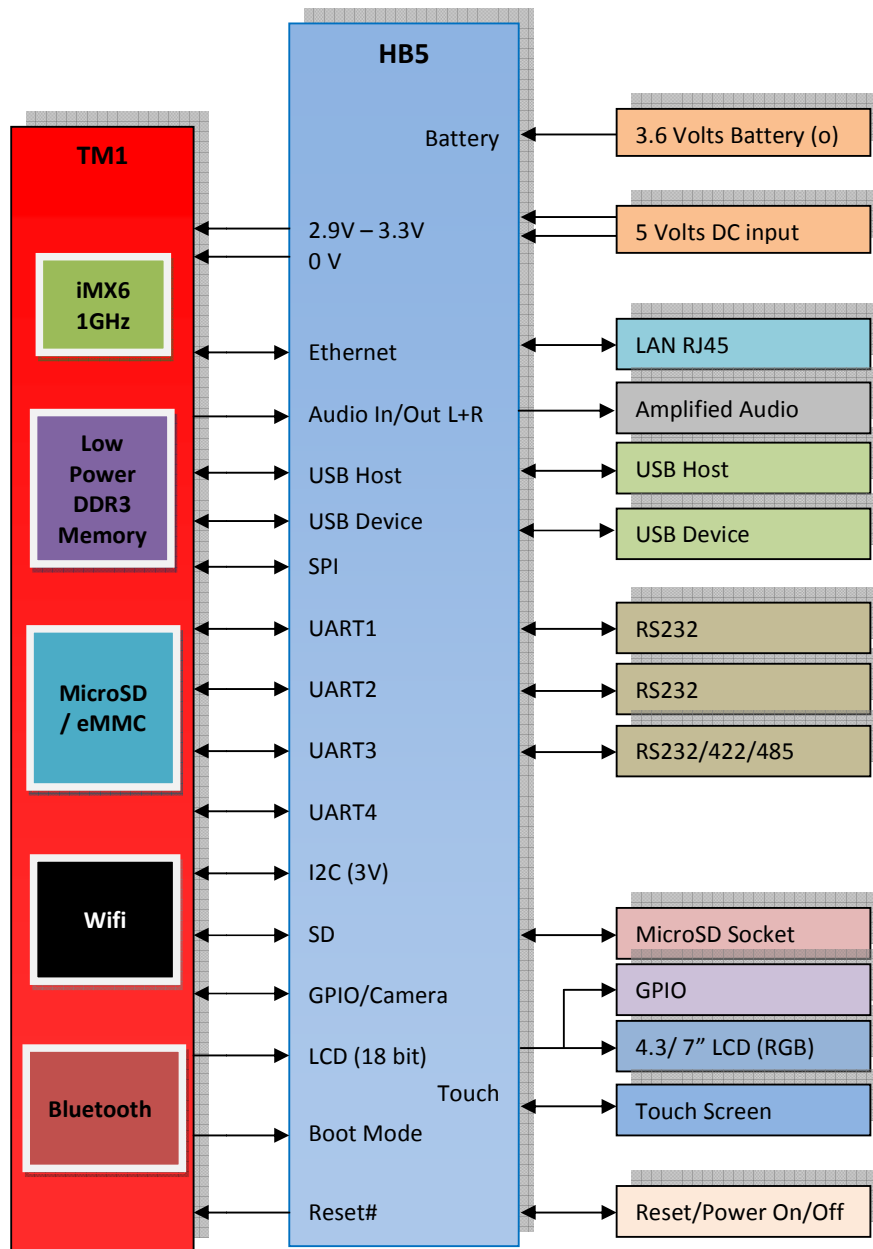 HB5
TM1
Battery
3.6 Volts Battery (o)
2.9V – 3.3V
0 V
5 Volts DC input
iMX6
1GHz
Ethernet
LAN RJ45
Low
Power
DDR3
Memory
Audio In/Out L+R
Amplified Audio
USB Host
USB Host
USB Device
USB Device
SPI
UART1
RS232
MicroSD
/ eMMC
UART2
RS232
UART3
RS232/422/485
UART4
I2C (3V)
Wifi
SD
MicroSD Socket
GPIO/Camera
GPIO
LCD (18 bit)
4.3/ 7” LCD (RGB)
Bluetooth
Touch
Touch Screen
Boot Mode
Reset#
Reset/Power On/Off